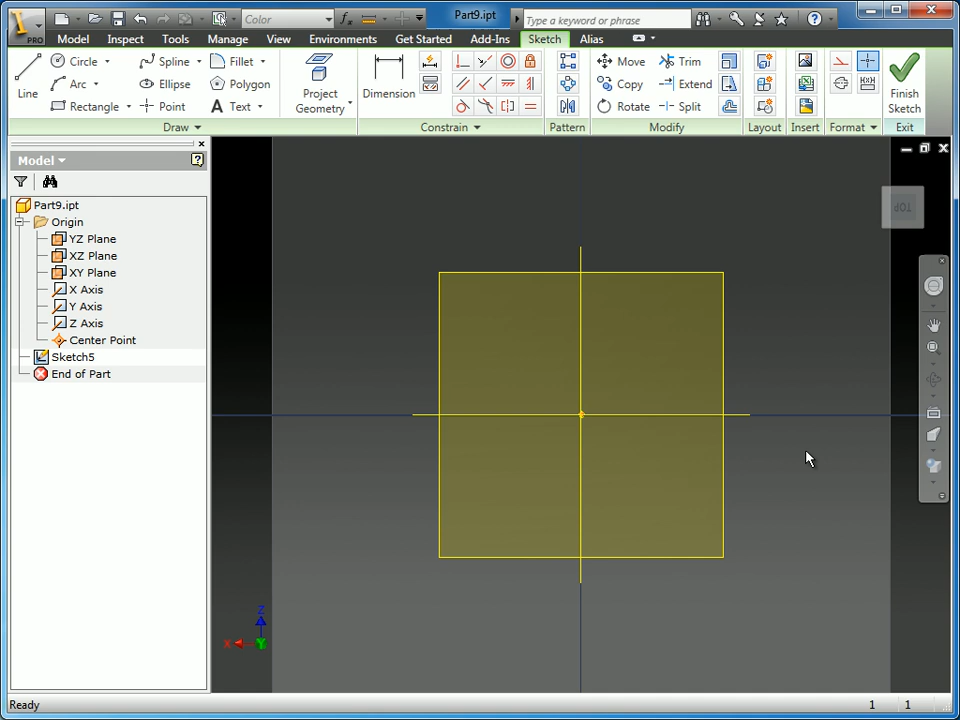 Color
Part9.ipt
Type a keyword or phrase
PRO
Model Inspect Tools Manage View Environments Get Started Add-Ins Sketch Alias
Line
Circle
Arc
Rectangle
Spline
Ellipse
Point
Fillet
Polygon
Text
Project
Geometry
Dimension
Move
Copy
Rotate
Trim
Extend
Split
Finish
Sketch
Draw
Constrain
Pattern
Modify
Layout
Insert
Format
Exit
Model
Part9.ipt
Origin
YZ Plane
XZ Plane
XY Plane
X Axis
Y Axis
Z Axis
Center Point
Sketch5
End of Part
TOP
Z
X
Y
Ready
1 1